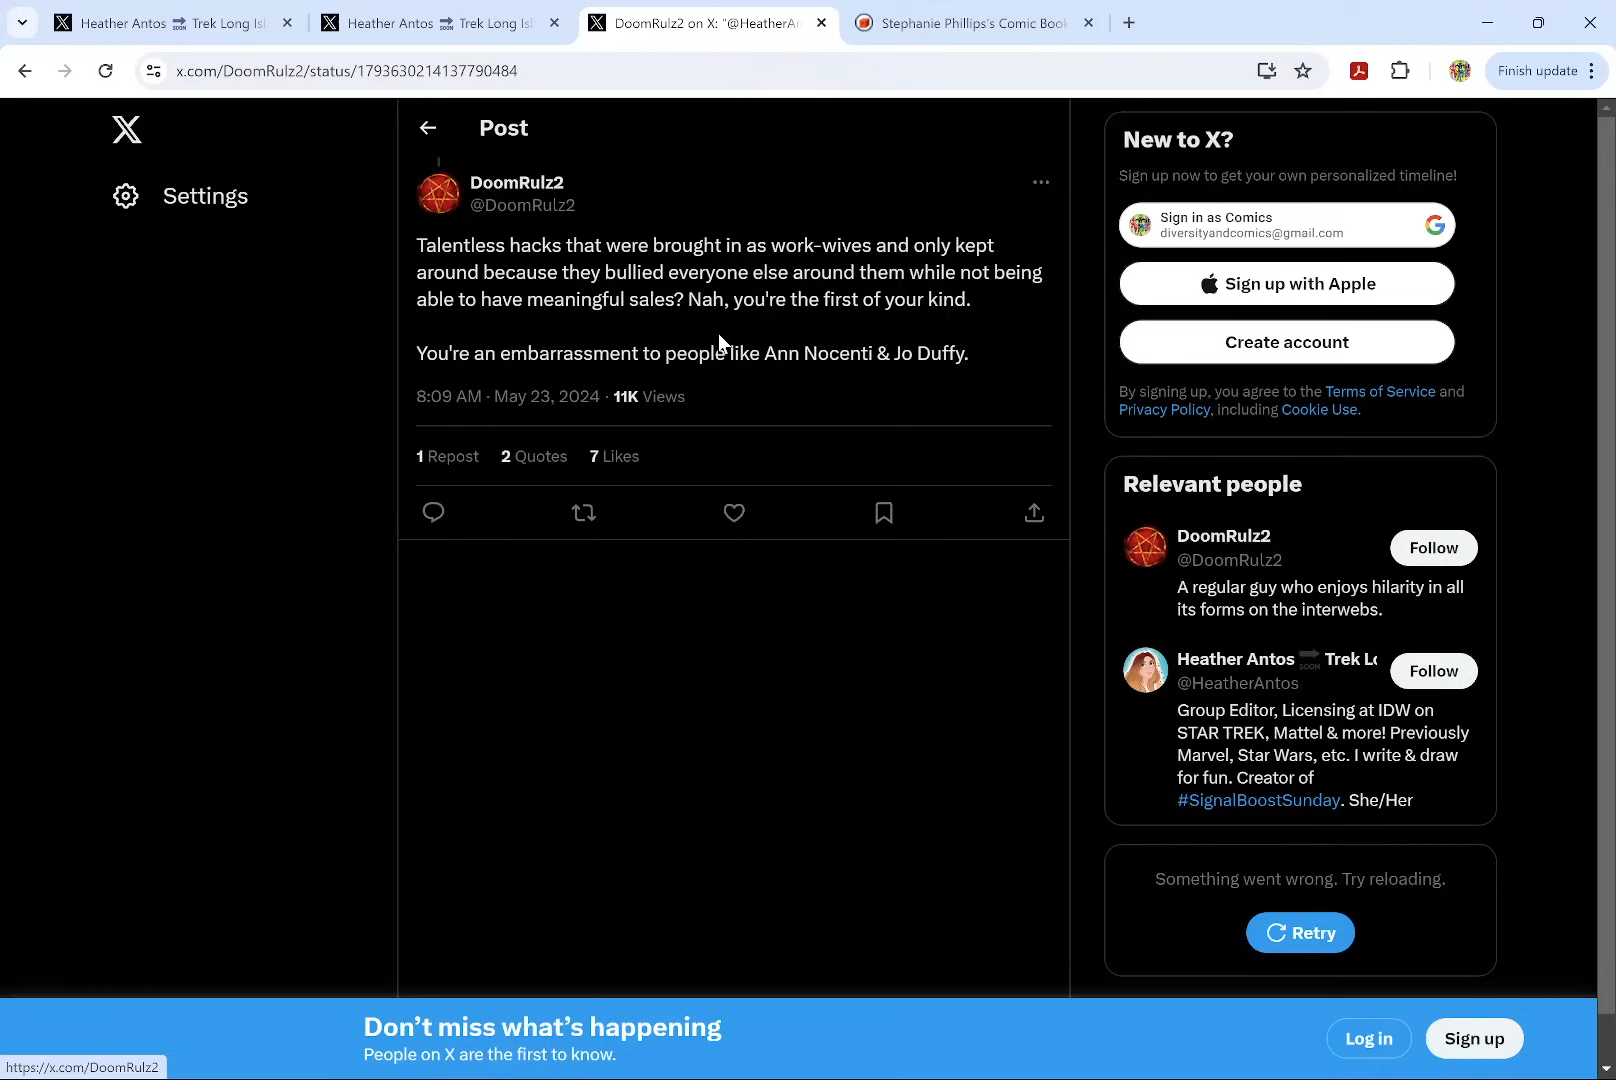 Heather Antos Trek Long Isl
Heather Antos Trek Long Isl
DoomRulz2 on X: "@HeatherAn
Stephanie Phillips's Comic Book
x.com/DoomRulz2/status/1793630214137790484
Finish update
Settings
Post
DoomRulz2
@DoomRulz2
Talentless hacks that were brought in as work-wives and only kept
around because they bullied everyone else around them while not being
able to have meaningful sales? Nah, you're the first of your kind.
You're an embarrassment to people like Ann Nocenti & Jo Duffy.
8:09 AM · May 23, 2024 · 11K Views
1 Repost 2 Quotes 7 Likes
New to X?
Sign up now to get your own personalized timeline!
Sign in as Comics
diversityandcomics@gmail.com
Sign up with Apple
Create account
By signing up, you agree to the Terms of Service and
Privacy Policy, including Cookie Use.
Relevant people
DoomRulz2
@DoomRulz2
Follow
A regular guy who enjoys hilarity in all
its forms on the interwebs.
Heather Antos SOON Trek Lo
@HeatherAntos
Follow
Group Editor, Licensing at IDW on
STAR TREK, Mattel & more! Previously
Marvel, Star Wars, etc. I write & draw
for fun. Creator of
#SignalBoostSunday. She/Her
Something went wrong. Try reloading.
Retry
Don't miss what's happening
People on X are the first to know.
Log in
Sign up
https://x.com/DoomRulz2